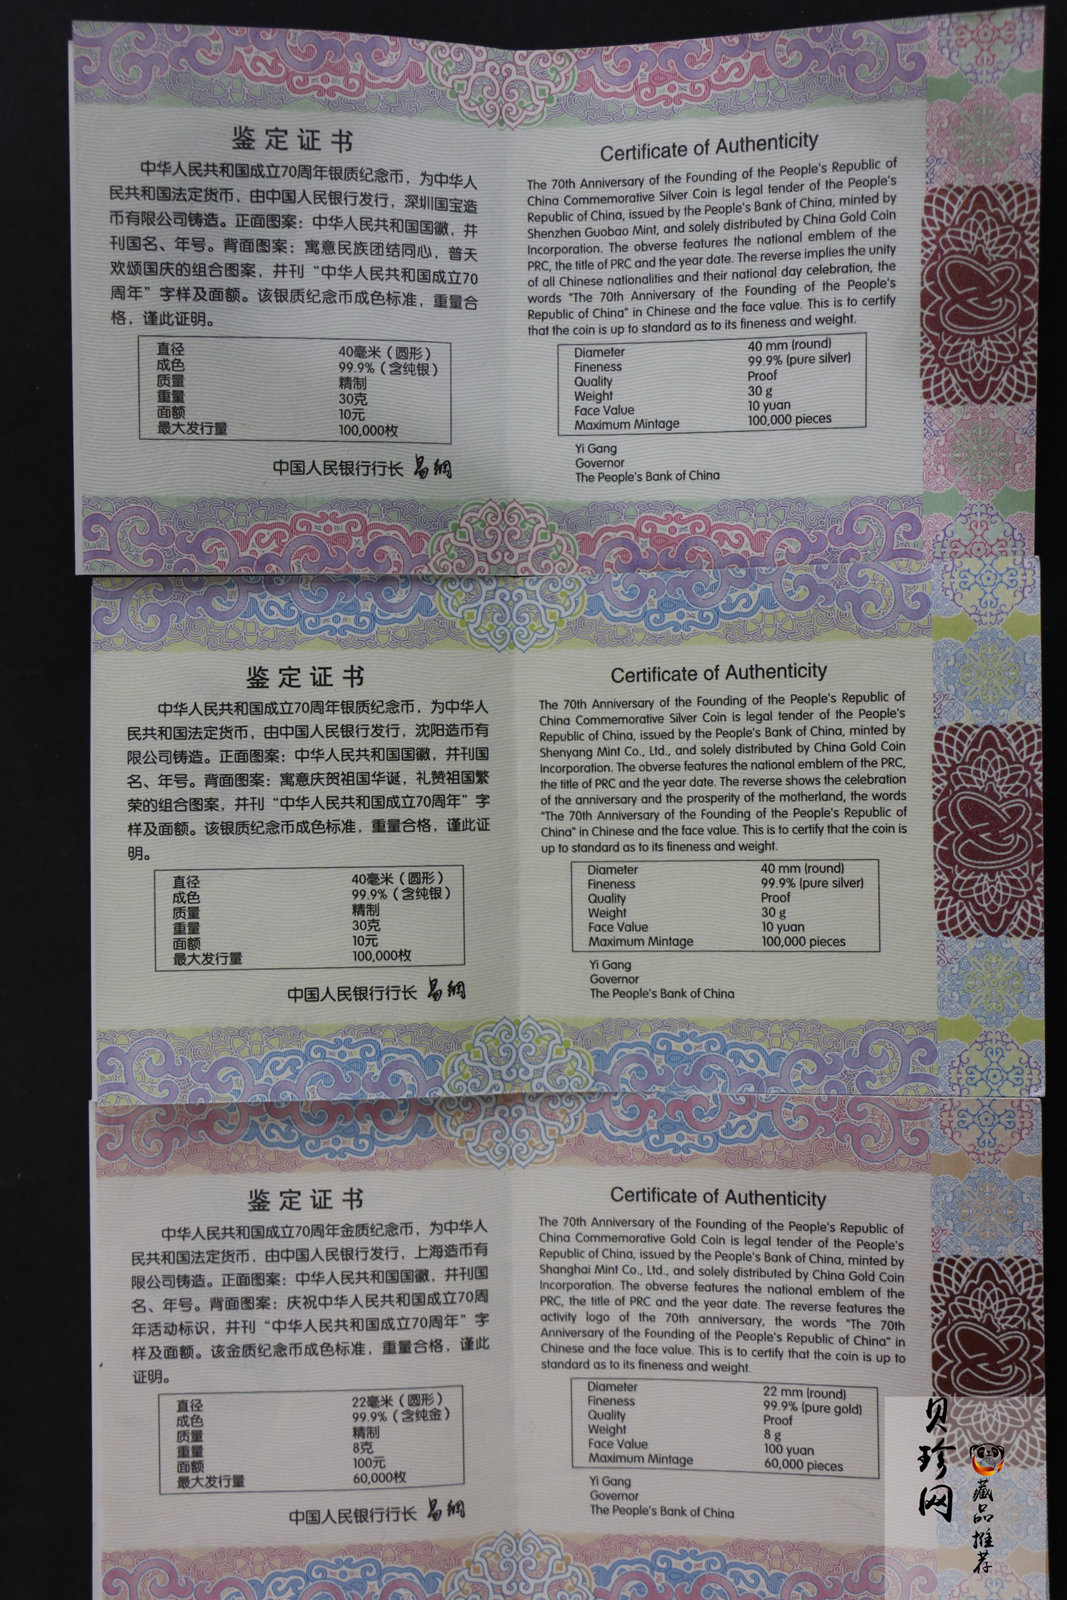 鉴定证书
中华人民共和国成立70周年银质纪念币，为中华人
民共和国法定货币，由中国人民银行发行，深圳国宝造
币有限公司铸造。正面图案：中华人民共和国国徽，并
刊国名、年号。背面图案：寓意民族团结同心，普天
欢颂国庆的组合图案，并刊“中华人民共和国成立70
周年”字样及面额。该银质纪念币成色标准，重量合
格，谨此证明。
直径 40毫米（圆形）
成色 99.9%（含纯银）
质量 精制
重量 30克
面额 10元
最大发行量 100,000枚
中国人民银行行长 易纲
Certificate of Authenticity
The 70th Anniversary of the Founding of the People's Republic of
China Commemorative Silver Coin is legal tender of the People's
Republic of China, issued by the People's Bank of China, minted by
Shenzhen Guobao Mint, and solely distributed by China Gold Coin
Incorporation. The obverse features the national emblem of the
PRC, the title of PRC and the year date. The reverse implies the unity
of all Chinese nationalities and their national day celebration, the
words "The 70th Anniversary of the Founding of the People's
Republic of China" in Chinese and the face value. This is to certify
that the coin is up to standard as to its fineness and weight.
Diameter 40 mm (round)
Fineness 99.9% (pure silver)
Quality Proof
Weight 30 g
Face Value 10 yuan
Maximum Mintage 100,000 pieces
Yi Gang
Governor
The People's Bank of China
鉴定证书
中华人民共和国成立70周年银质纪念币，为中华人
民共和国法定货币，由中国人民银行发行，沈阳造币有
限公司铸造。正面图案：中华人民共和国国徽，并刊国
名、年号。背面图案：寓意庆贺祖国华诞，礼赞祖国繁
荣的组合图案，并刊“中华人民共和国成立70周年”字
样及面额。该银质纪念币成色标准，重量合格，谨此证
明。
直径 40毫米（圆形）
成色 99.9%（含纯银）
质量 精制
重量 30克
面额 10元
最大发行量 100,000枚
中国人民银行行长 易纲
Certificate of Authenticity
The 70th Anniversary of the Founding of the People's Republic of
China Commemorative Silver Coin is legal tender of the People's
Republic of China, issued by the People's Bank of China, minted by
Shenyang Mint Co., Ltd., and solely distributed by China Gold Coin
Incorporation. The obverse features the national emblem of the PRC,
the title of PRC and the year date. The reverse shows the celebration
of the anniversary and the prosperity of the motherland, the words
"The 70th Anniversary of the Founding of the People's Republic of
China" in Chinese and the face value. This is to certify that the coin is
up to standard as to its fineness and weight.
Diameter 40 mm (round)
Fineness 99.9% (pure silver)
Quality Proof
Weight 30 g
Face Value 10 yuan
Maximum Mintage 100,000 pieces
Yi Gang
Governor
The People's Bank of China
鉴定证书
中华人民共和国成立70周年金质纪念币，为中华人
民共和国法定货币，由中国人民银行发行，上海造币有
限公司铸造。正面图案：中华人民共和国国徽，并刊国
名、年号。背面图案：庆祝中华人民共和国成立70周
年活动标识，并刊“中华人民共和国成立70周年”字
样及面额。该金质纪念币成色标准，重量合格，谨此
证明。
直径 22毫米（圆形）
成色 99.9%（含纯金）
质量 精制
重量 8克
面额 100元
最大发行量 60,000枚
中国人民银行行长 易纲
Certificate of Authenticity
The 70th Anniversary of the Founding of the People's Republic of
China Commemorative Gold Coin is legal tender of the People's
Republic of China, issued by the People's Bank of China, minted by
Shanghai Mint Co., Ltd., and solely distributed by China Gold Coin
Incorporation. The obverse features the national emblem of the
PRC, the title of PRC and the year date. The reverse features the
activity logo of the 70th anniversary, the words "The 70th
Anniversary of the Founding of the People's Republic of China" in
Chinese and the face value. This is to certify that the coin is up to
standard as to its fineness and weight.
Diameter 22 mm (round)
Fineness 99.9% (pure gold)
Quality Proof
Weight 8 g
Face Value 100 yuan
Maximum Mintage 60,000 pieces
Yi Gang
Governor
The People's Bank of China
贝珍网
藏品推荐